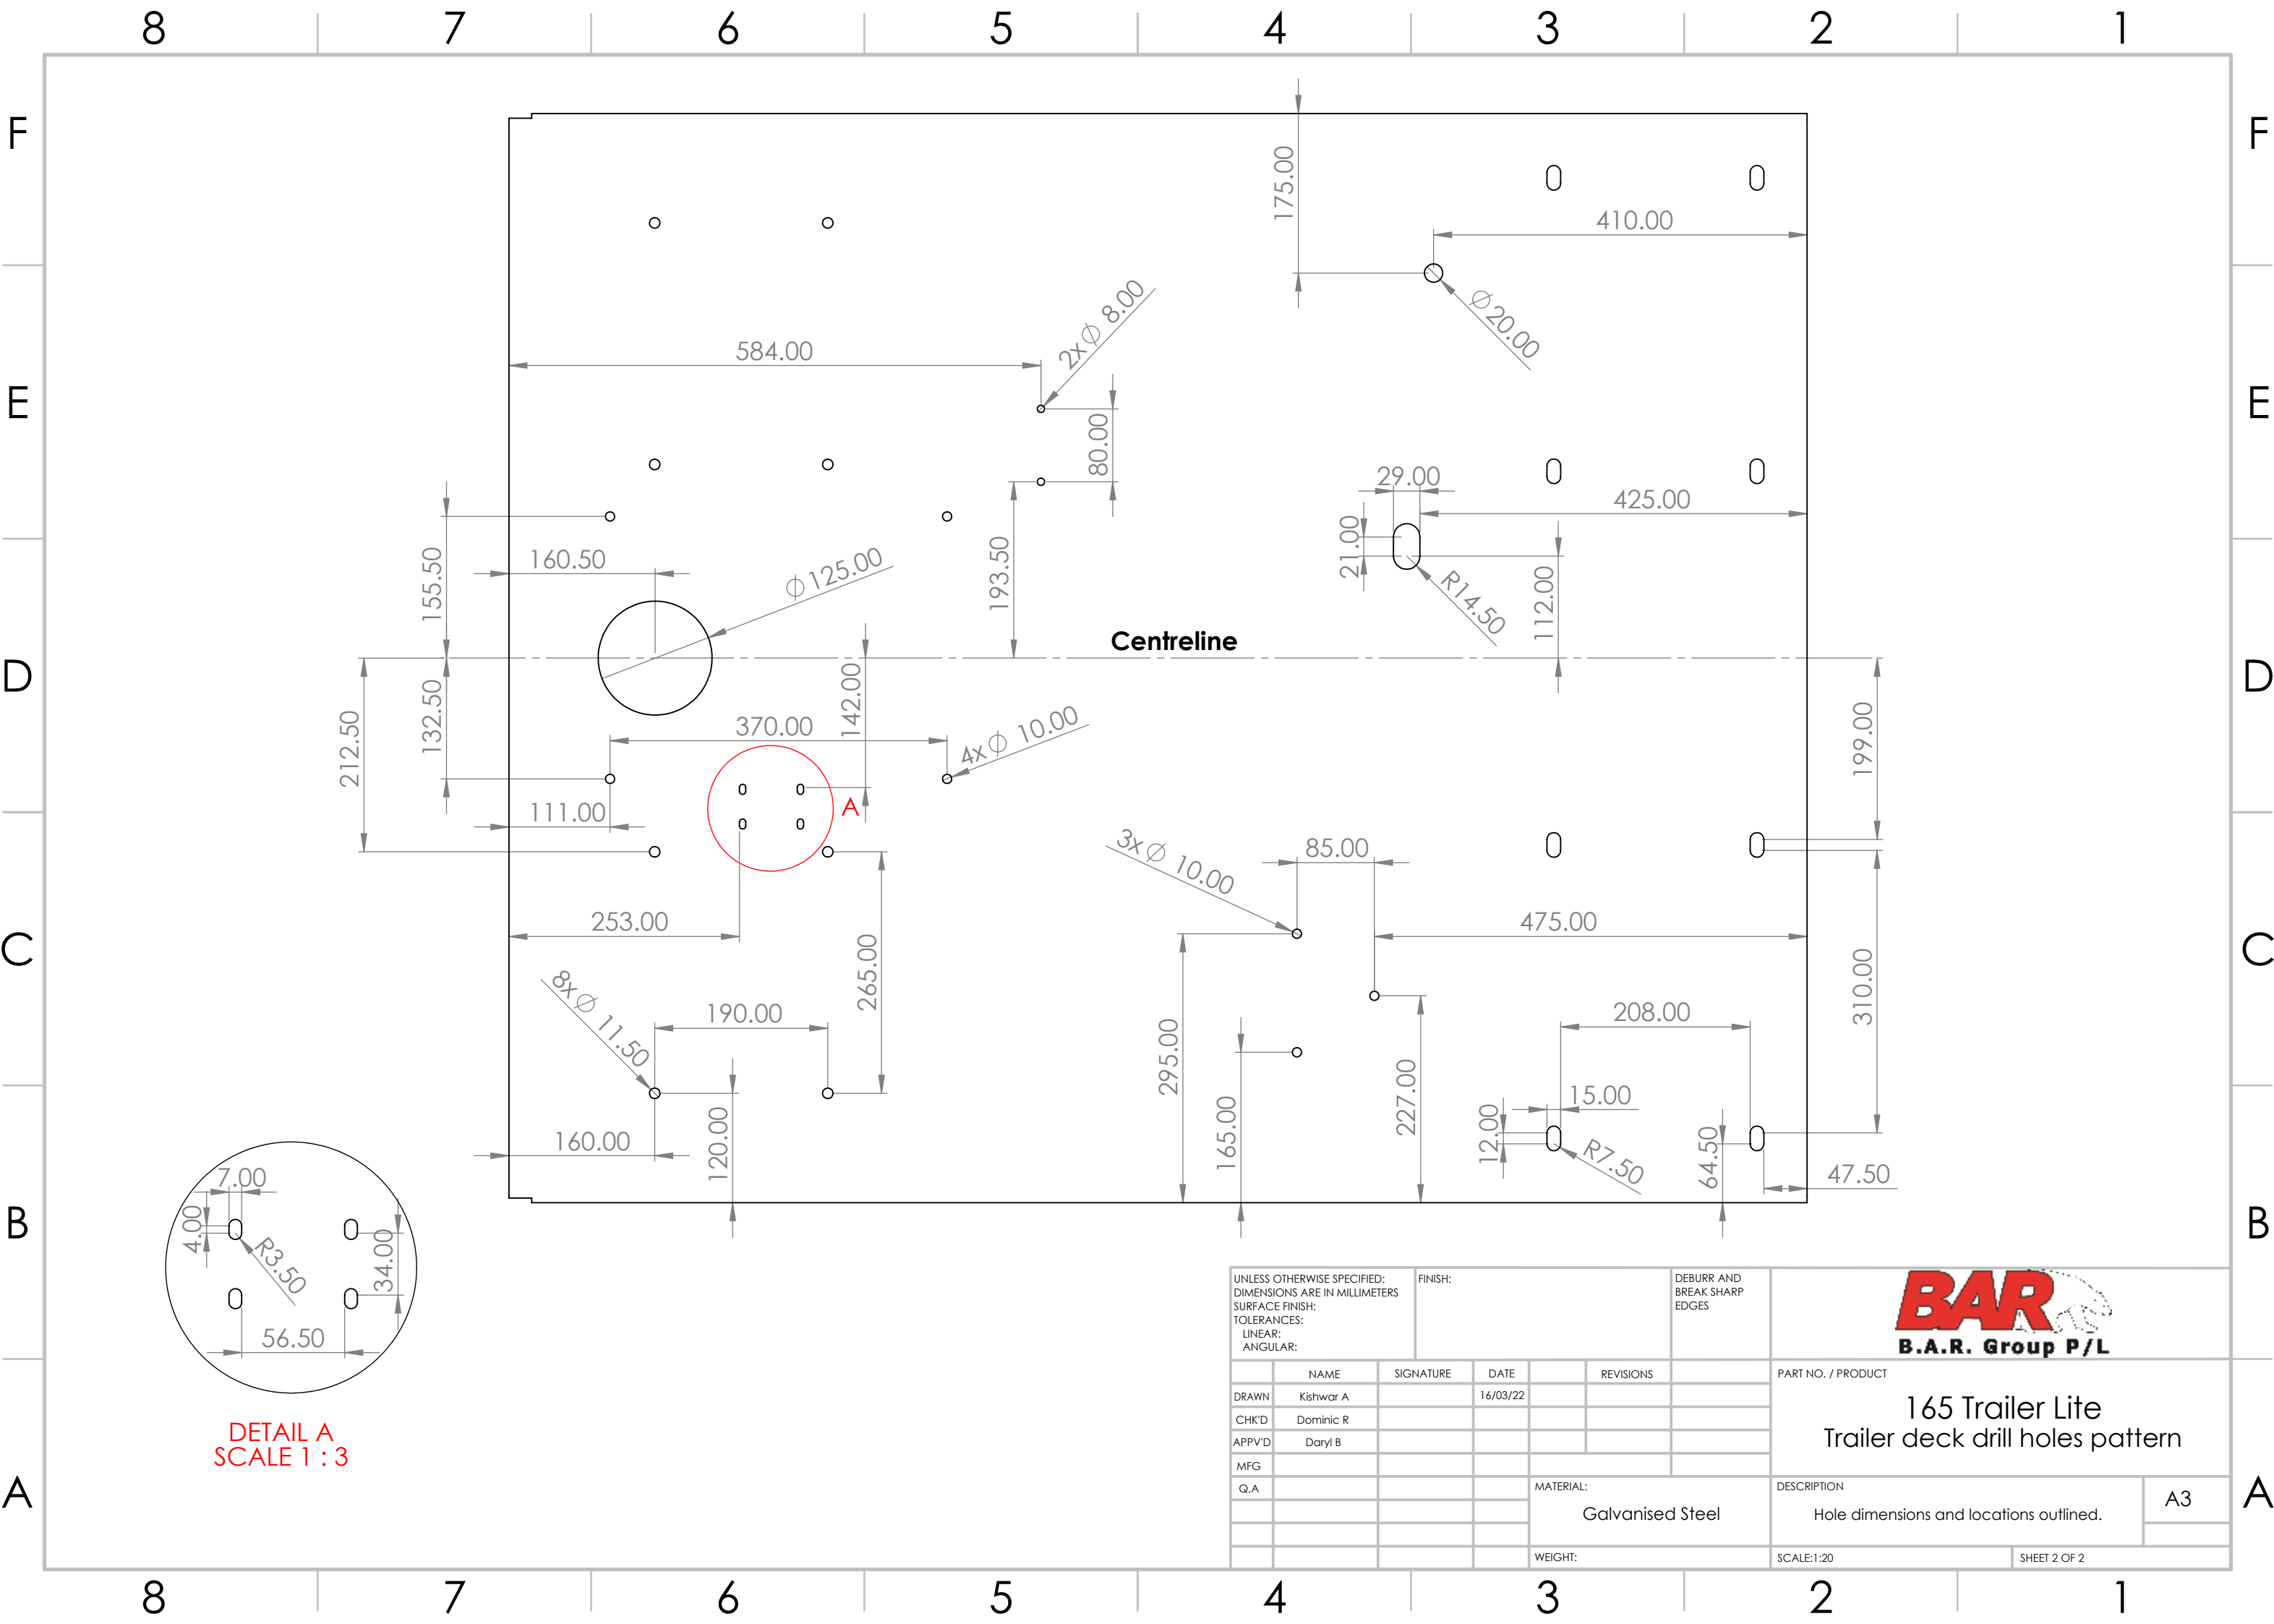 8 7 6 5 4 3 2 1
F F
175.00
410.00
2x Ø 8.00
Ø20.00
584.00
E E
80.00
29.00
425.00
21.00
155.50
160.50
Ø 125.00
193.50
R14.50
112.00
Centreline
D D
212.50
132.50
142.00
370.00
4x Ø 10.00
199.00
111.00
A
3x Ø 10.00
85.00
253.00
475.00
C C
265.00
8x Ø 11.50
190.00
295.00
310.00
208.00
227.00
15.00
165.00
12.00
R7.50
64.50
160.00
120.00
47.50
7.00
4.00
R3.50
34.00
56.50
B B
DETAIL A
SCALE 1 : 3
A A
UNLESS OTHERWISE SPECIFIED:
DIMENSIONS ARE IN MILLIMETERS
SURFACE FINISH:
TOLERANCES:
LINEAR:
ANGULAR:
FINISH:
DEBURR AND
BREAK SHARP
EDGES
BAR
B.A.R. Group P/L
NAME SIGNATURE DATE REVISIONS
DRAWN Kishwar A 16/03/22
CHK'D Dominic R
APPV'D Daryl B
MFG
Q.A
PART NO. / PRODUCT
165 Trailer Lite
Trailer deck drill holes pattern
MATERIAL:
Galvanised Steel
DESCRIPTION
Hole dimensions and locations outlined.
A3
WEIGHT:
SCALE:1:20
SHEET 2 OF 2
8 7 6 5 4 3 2 1